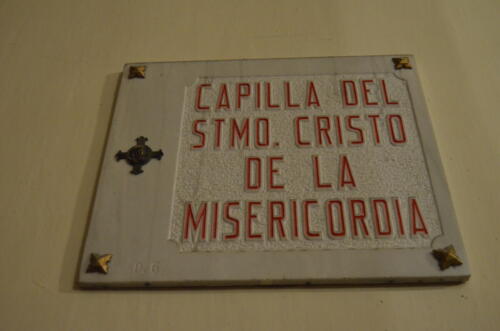 CAPILLA DEL
STMO. CRISTO
DE LA
MISERICORDIA